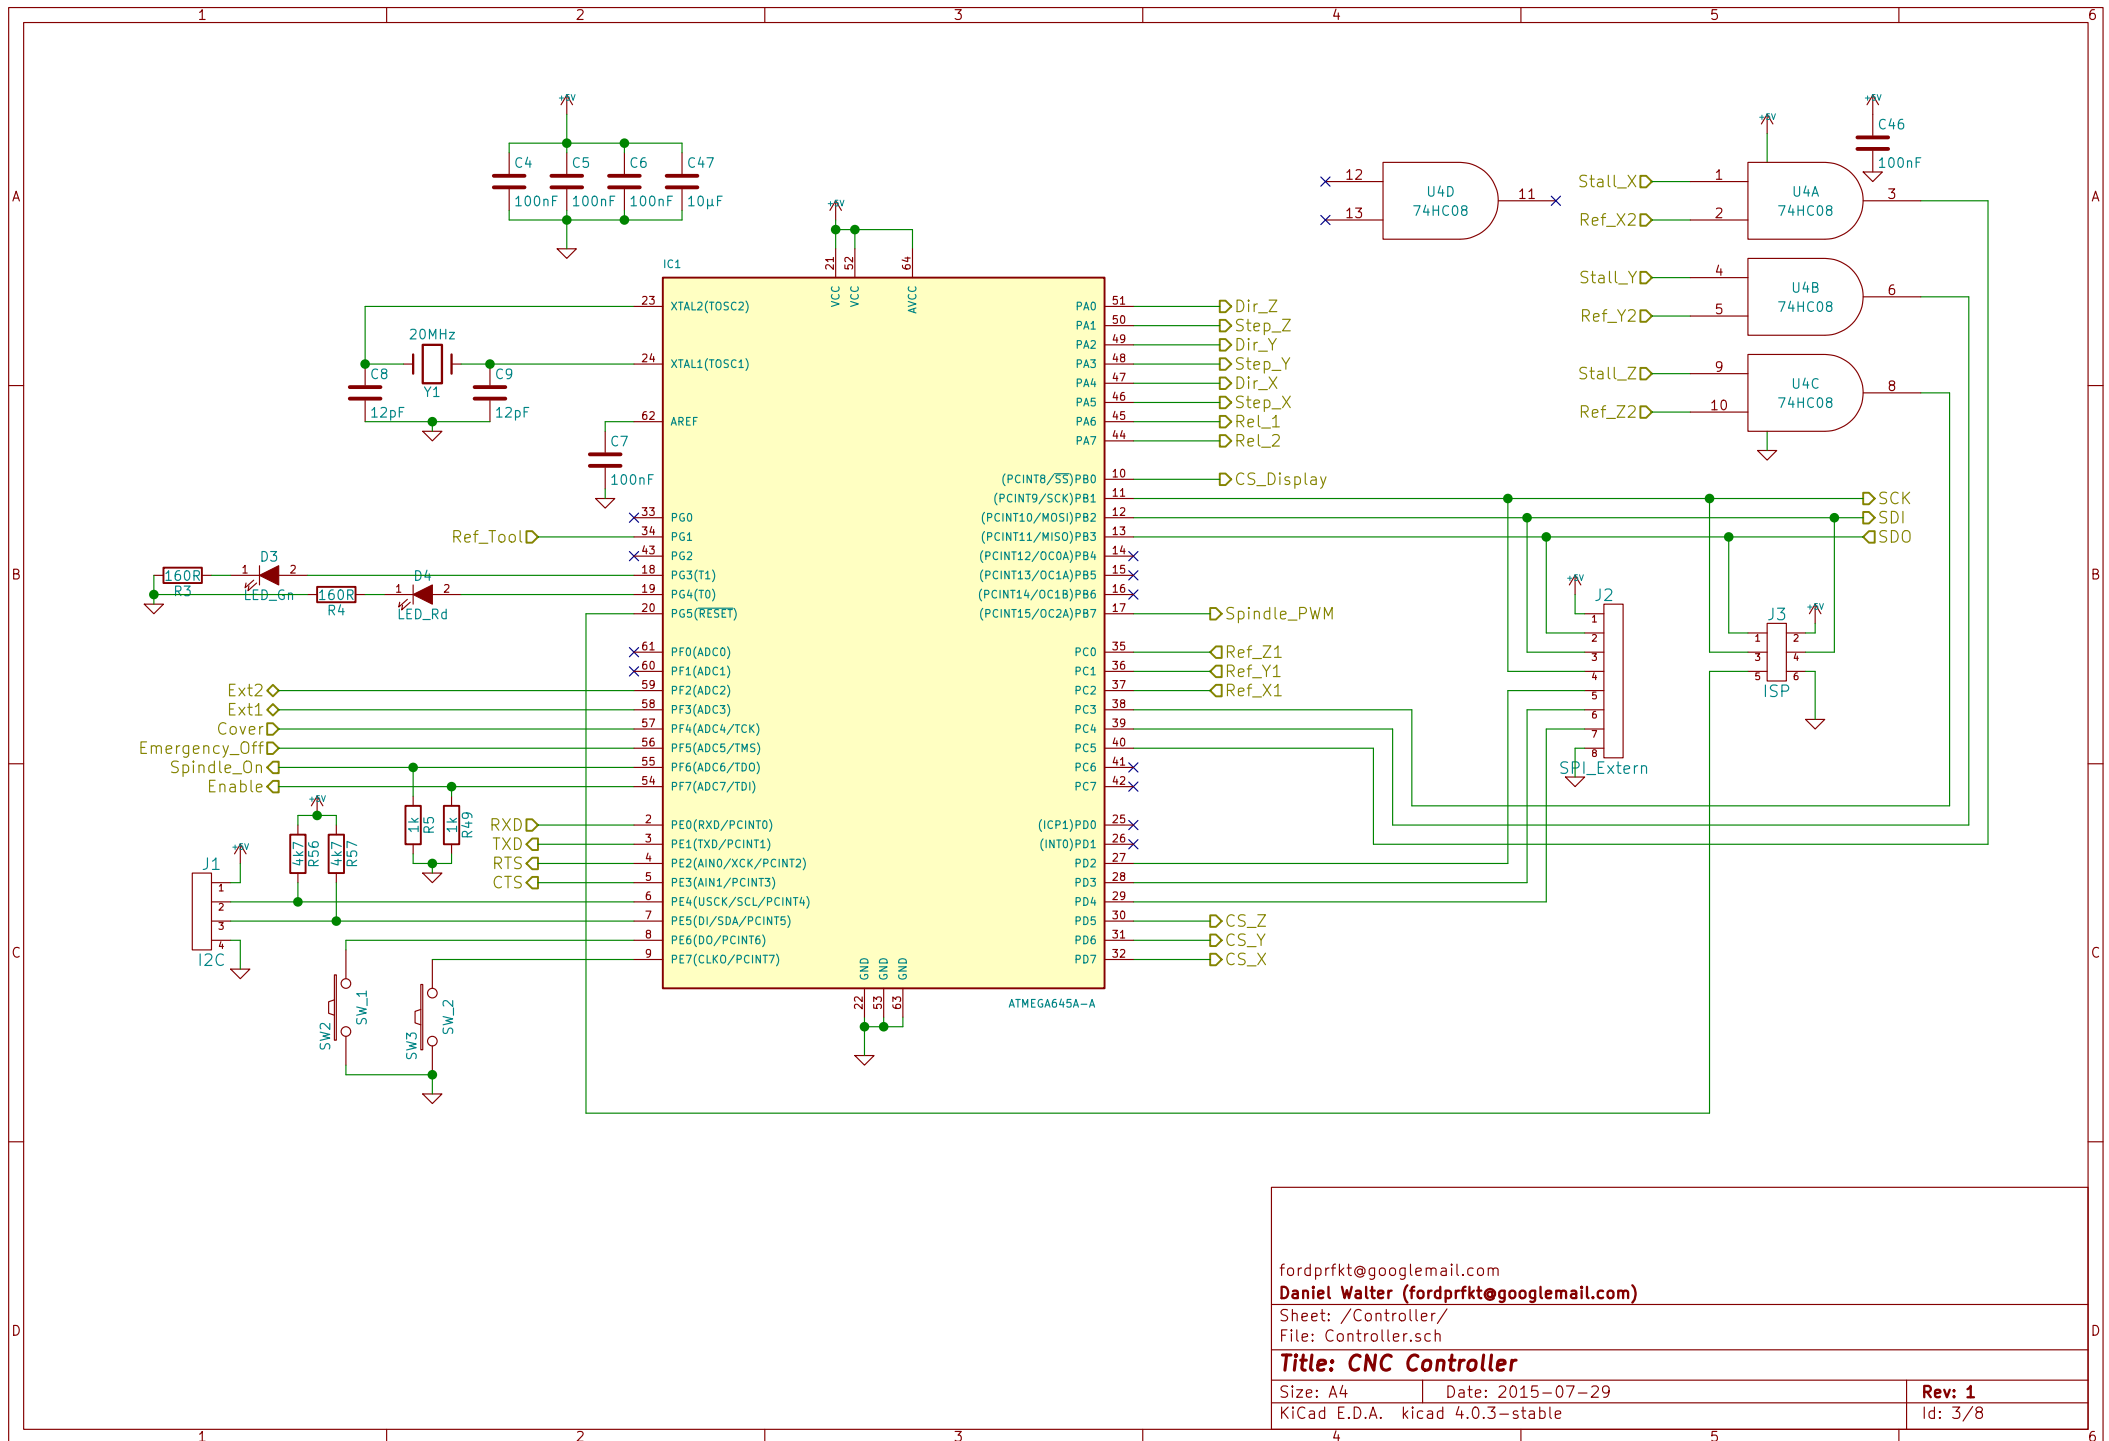 1 2 3 4 5 6
A
B
C
D
+5V
C4 C5 C6 C47
100nF 100nF 100nF 10µF
+5V
12
13
U4D
74HC08
11
+5V
+5V
C46
100nF
Stall_X 1
Ref_X2 2
U4A
74HC08
3
Stall_Y 4
Ref_Y2 5
U4B
74HC08
6
Stall_Z 9
Ref_Z2 10
U4C
74HC08
8
IC1
21 52 64
VCC VCC AVCC
20MHz
C8 C9
Y1
12pF 12pF
C7
100nF
23 XTAL2(TOSC2)
24 XTAL1(TOSC1)
62 AREF
33 PG0
Ref_Tool 34 PG1
43 PG2
18 PG3(T1)
19 PG4(T0)
20 PG5(RESET)
D3
1 2
160R
R3
LED_Gn
D4
1 2
160R
R4
LED_Rd
61 PF0(ADC0)
60 PF1(ADC1)
Ext2 59 PF2(ADC2)
Ext1 58 PF3(ADC3)
Cover 57 PF4(ADC4/TCK)
Emergency_Off 56 PF5(ADC5/TMS)
Spindle_On 55 PF6(ADC6/TDO)
Enable 54 PF7(ADC7/TDI)
RXD 2 PE0(RXD/PCINT0)
TXD 3 PE1(TXD/PCINT1)
RTS 4 PE2(AIN0/XCK/PCINT2)
CTS 5 PE3(AIN1/PCINT3)
6 PE4(USCK/SCL/PCINT4)
7 PE5(DI/SDA/PCINT5)
8 PE6(DO/PCINT6)
9 PE7(CLKO/PCINT7)
+5V
4k7 R56
4k7 R57
1k R5
1k R49
+5V
J1
1
2
3
4
I2C
SW2 SW_1
SW3 SW_2
GND GND GND
22 53 63
ATMEGA645A-A
PA0 51 Dir_Z
PA1 50 Step_Z
PA2 49 Dir_Y
PA3 48 Step_Y
PA4 47 Dir_X
PA5 46 Step_X
PA6 45 Rel_1
PA7 44 Rel_2
(PCINT8/SS)PB0 10 CS_Display
(PCINT9/SCK)PB1 11 SCK
(PCINT10/MOSI)PB2 12 SDI
(PCINT11/MISO)PB3 13 SDO
(PCINT12/OC0A)PB4 14
(PCINT13/OC1A)PB5 15
(PCINT14/OC1B)PB6 16
(PCINT15/OC2A)PB7 17 Spindle_PWM
PC0 35 Ref_Z1
PC1 36 Ref_Y1
PC2 37 Ref_X1
PC3 38
PC4 39
PC5 40
PC6 41
PC7 42
(ICP1)PD0 25
(INT0)PD1 26
PD2 27
PD3 28
PD4 29
PD5 30 CS_Z
PD6 31 CS_Y
PD7 32 CS_X
+5V
J2
1
2
3
4
5
6
7
8
SPI_Extern
+5V
J3
1 2
3 4
5 6
ISP
fordprfkt@googlemail.com
Daniel Walter (fordprfkt@googlemail.com)
Sheet: /Controller/
File: Controller.sch
Title: CNC Controller
Size: A4 Date: 2015-07-29 Rev: 1
KiCad E.D.A. kicad 4.0.3-stable Id: 3/8
A
B
C
D
1 2 3 4 5 6